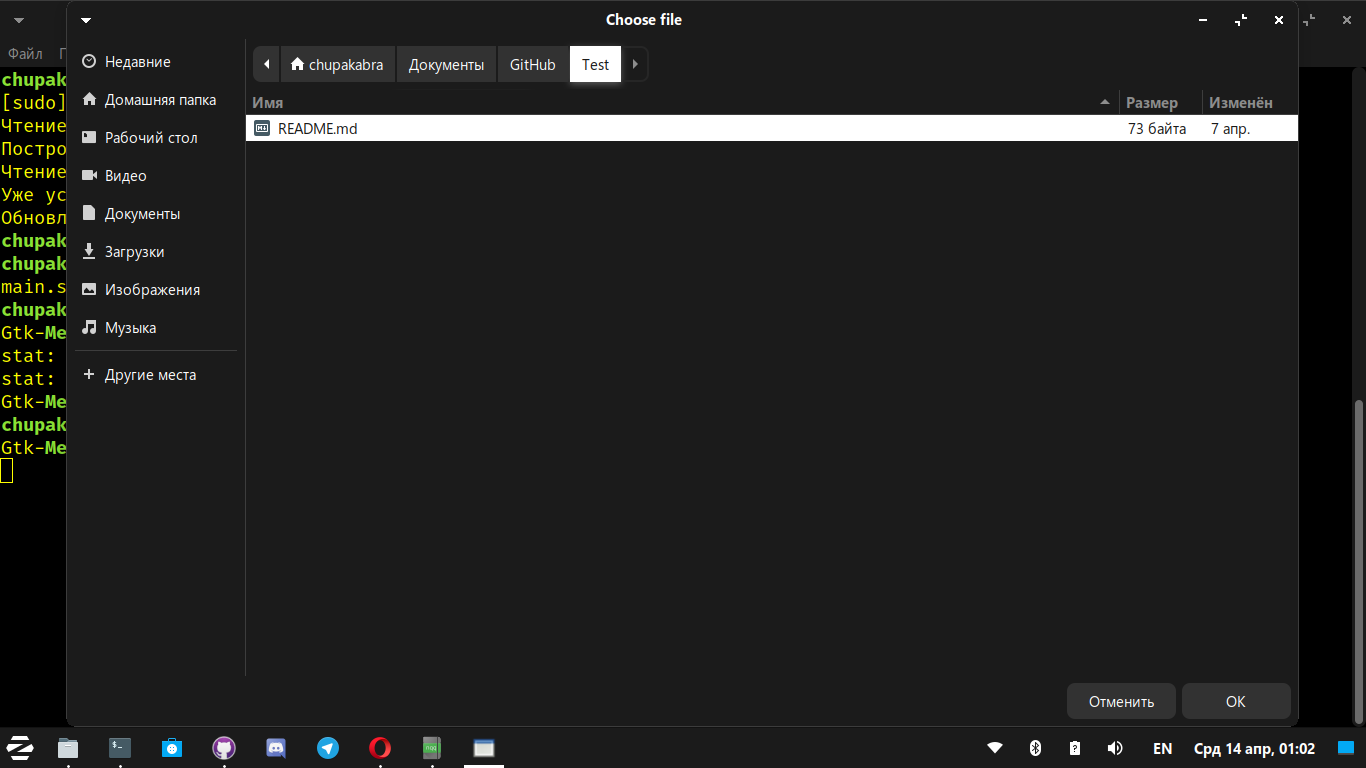 Choose file
Файл
Недавние
Домашняя папка
Рабочий стол
Видео
Документы
Загрузки
Изображения
Музыка
Другие места
chupakabra Документы GitHub Test
Имя Размер Изменён
README.md 73 байта 7 апр.
Отменить OK
chupak
[sudo]
Чтение
Постро
Чтение
Уже ус
Обновл
chupak
chupak
main.s
chupak
Gtk-Me
stat:
stat:
Gtk-Me
chupak
Gtk-Me
EN Срд 14 апр, 01:02